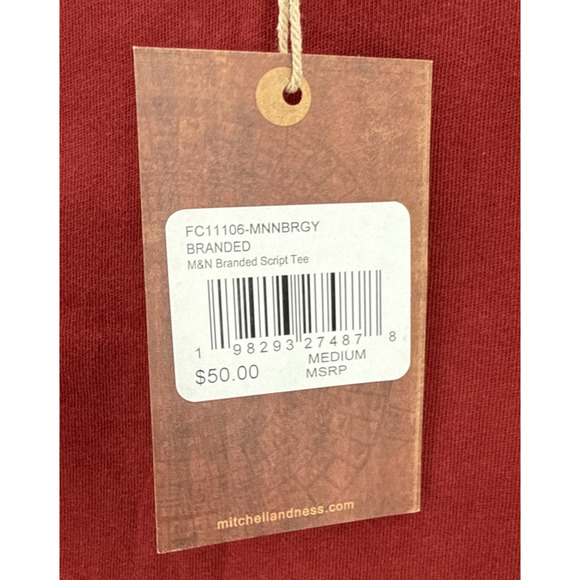 FC11106-MNNBRGY
BRANDED
M&N Branded Script Tee
1 98293 27487 8
$50.00 MEDIUM
MSRP
mitchellandness.com